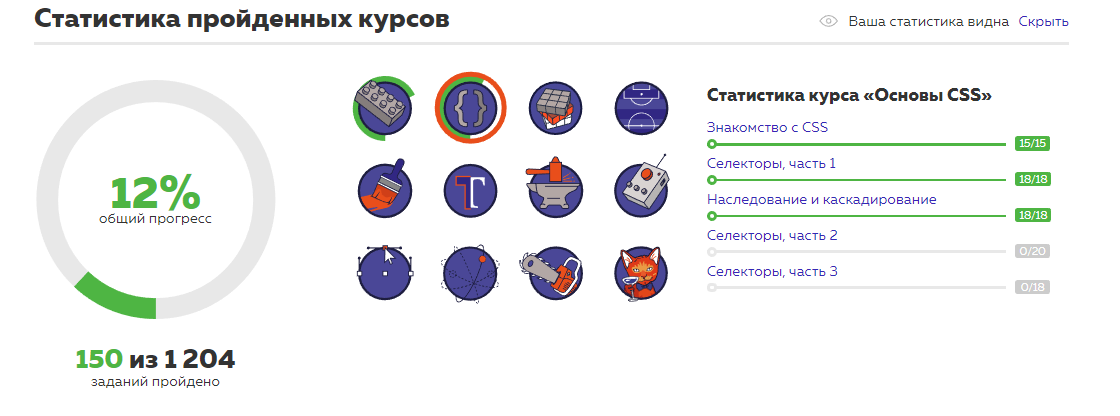 Статистика пройденных курсов
Ваша статистика видна Скрыть
12%
общий прогресс
150 из 1 204
заданий пройдено
{}
T
Статистика курса «Основы CSS»
Знакомство с CSS
15/15
Селекторы, часть 1
18/18
Наследование и каскадирование
18/18
Селекторы, часть 2
0/20
Селекторы, часть 3
0/18